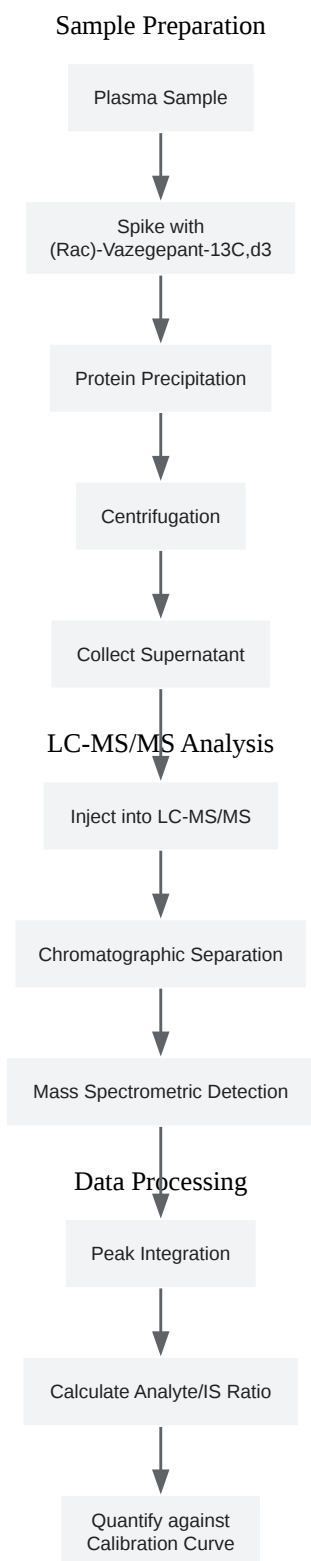 Sample Preparation
Plasma Sample
Spike with
(Rac)-Vazegepant-13C,d3
Protein Precipitation
Centrifugation
Collect Supernatant
LC-MS/MS Analysis
Inject into LC-MS/MS
Chromatographic Separation
Mass Spectrometric Detection
Data Processing
Peak Integration
Calculate Analyte/IS Ratio
Quantify against
Calibration Curve